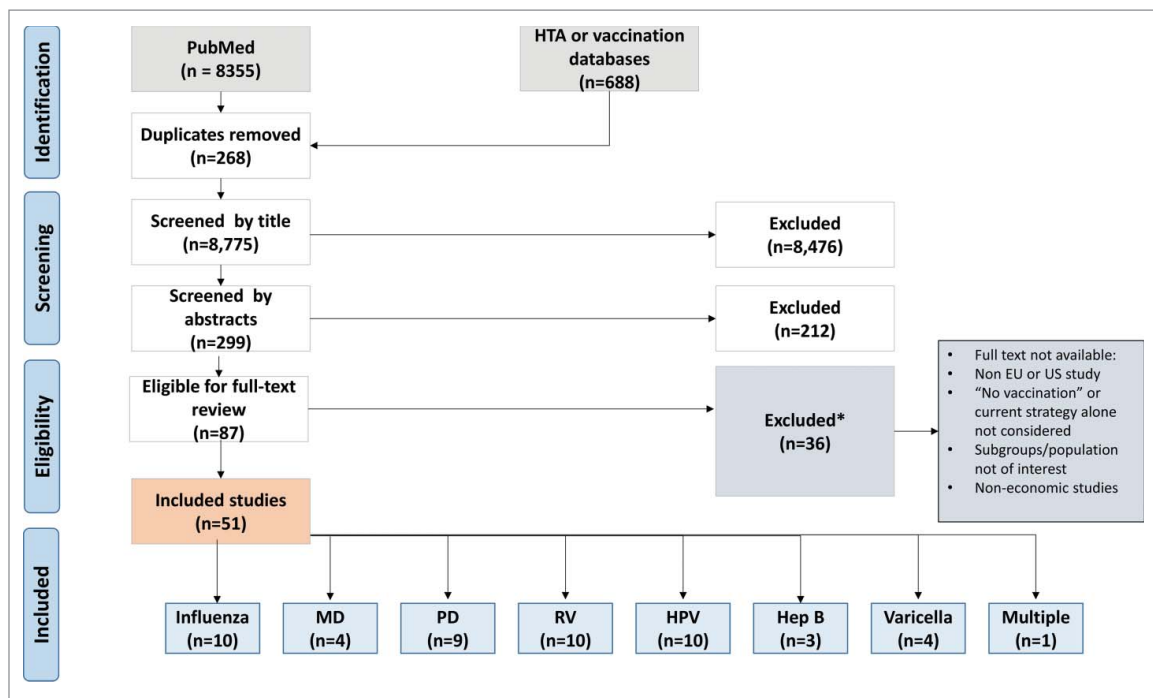 Identification
PubMed
(n = 8355)
HTA or vaccination
databases
(n=688)
Duplicates removed
(n=268)
Screening
Screened by title
(n=8,775)
Excluded
(n=8,476)
Screened by
abstracts
(n=299)
Excluded
(n=212)
Eligibility
Eligible for full-text
review
(n=87)
Excluded*
(n=36)
• Full text not available:
• Non EU or US study
• “No vaccination” or
current strategy alone
not considered
• Subgroups/population
not of interest
• Non-economic studies
Included studies
(n=51)
Included
Influenza
(n=10)
MD
(n=4)
PD
(n=9)
RV
(n=10)
HPV
(n=10)
Hep B
(n=3)
Varicella
(n=4)
Multiple
(n=1)